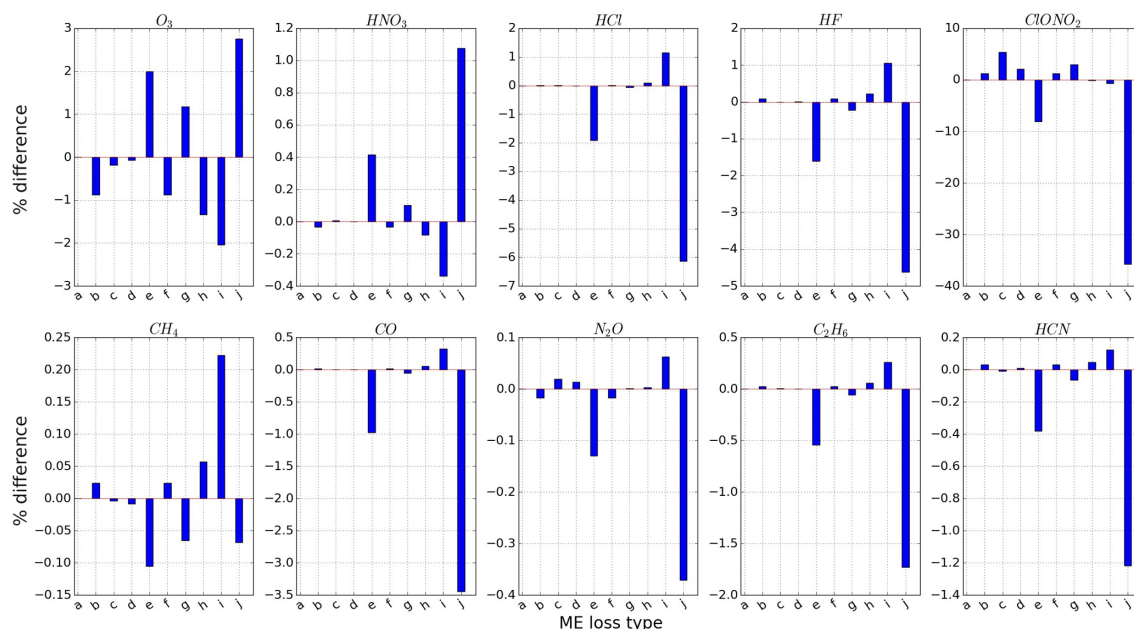 O₃ HNO₃ HCl HF ClONO₂
% difference
3 2 1 0 −1 −2 −3
a b c d e f g h i j
1.2 1.0 0.8 0.6 0.4 0.2 0.0 −0.2 −0.4
a b c d e f g h i j
2 1 0 −1 −2 −3 −4 −5 −6 −7
a b c d e f g h i j
2 1 0 −1 −2 −3 −4 −5
a b c d e f g h i j
10 0 −10 −20 −30 −40
a b c d e f g h i j
CH₄ CO N₂O C₂H₆ HCN
% difference
0.25 0.20 0.15 0.10 0.05 0.00 −0.05 −0.10 −0.15
a b c d e f g h i j
0.5 0.0 −0.5 −1.0 −1.5 −2.0 −2.5 −3.0 −3.5
a b c d e f g h i j
0.1 0.0 −0.1 −0.2 −0.3 −0.4
a b c d e f g h i j
0.5 0.0 −0.5 −1.0 −1.5 −2.0
a b c d e f g h i j
0.2 0.0 −0.2 −0.4 −0.6 −0.8 −1.0 −1.2 −1.4
a b c d e f g h i j
ME loss type